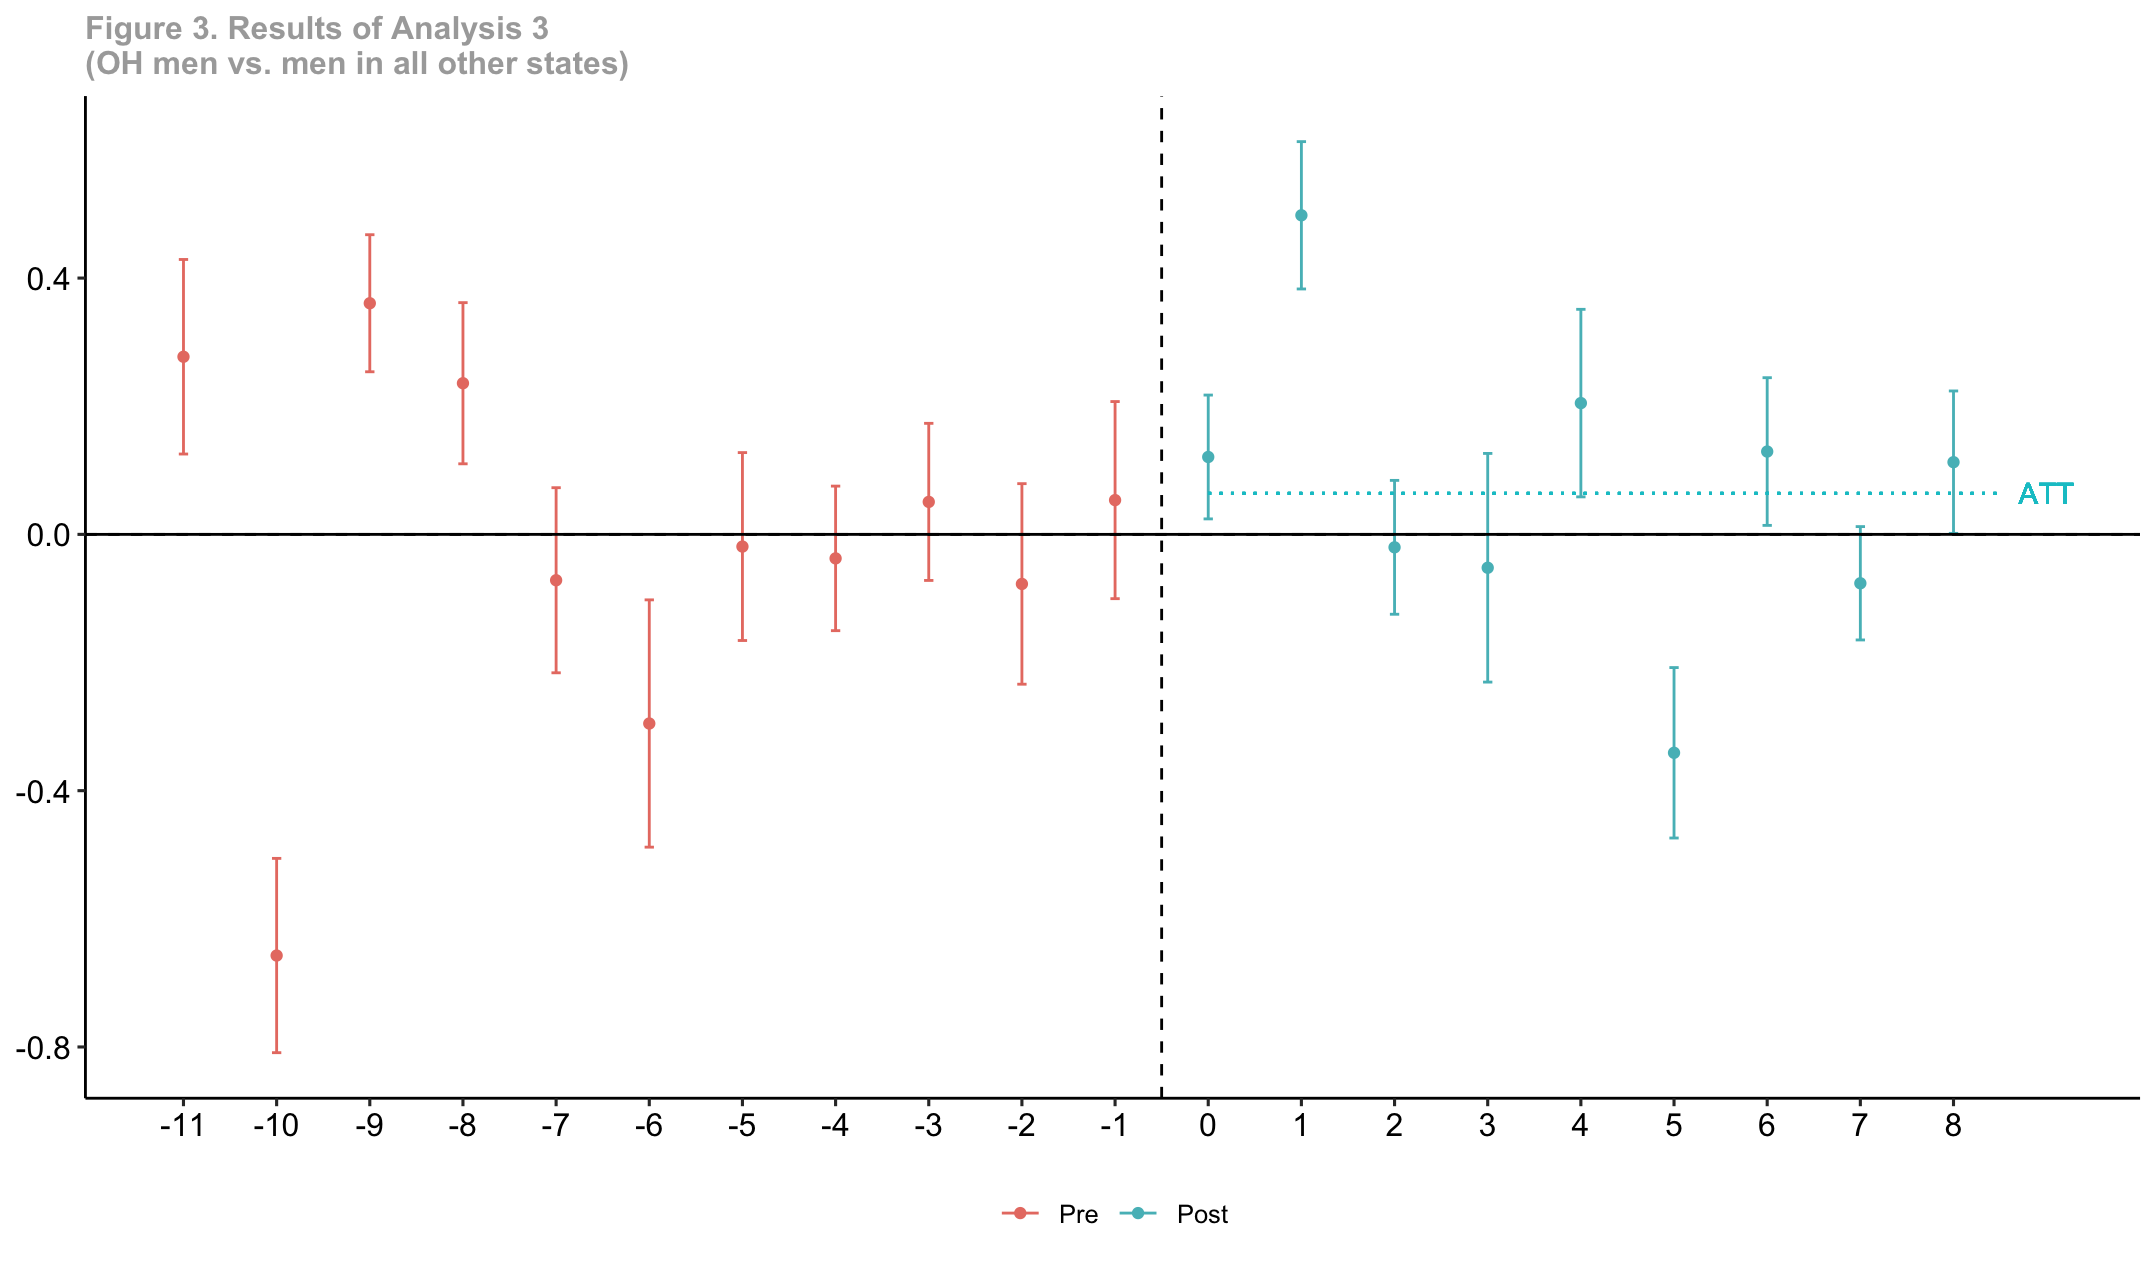 Figure 3. Results of Analysis 3
(OH men vs. men in all other states)
0.4
0.0
-0.4
-0.8
ATT
-11 -10 -9 -8 -7 -6 -5 -4 -3 -2 -1 0 1 2 3 4 5 6 7 8
Pre Post